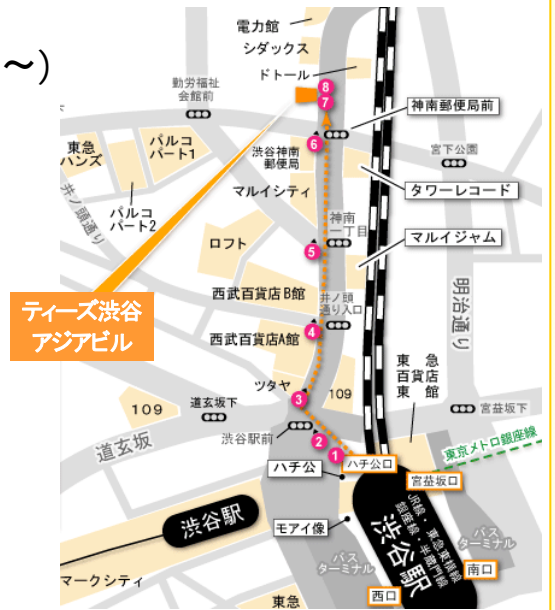 ～)
電力館
シダックス
ドトール
勤労福祉
会館前
8
7
神南郵便局前
6
東急
ハンズ
パルコ
パート1
渋谷神南
郵便局
宮下公園
マルイシティ
タワーレコード
井ノ頭通り
パルコ
パート2
神南
一丁目
ロフト
5
マルイジャム
西武百貨店B館
井ノ頭
通り入口
明治通り
ティーズ渋谷
アジアビル
4
西武百貨店A館
東急
百貨店
東館
ツタヤ
3
109
109
道玄坂下
宮益坂下
道玄坂
渋谷駅前
2
1
東京メトロ銀座線
ハチ公
ハチ公口
宮益坂口
渋谷駅
モアイ像
渋谷駅
JR線・東急東横線
銀座線・半蔵門線
バス
ターミナル
バス
ターミナル
南口
マークシティ
西口
東急